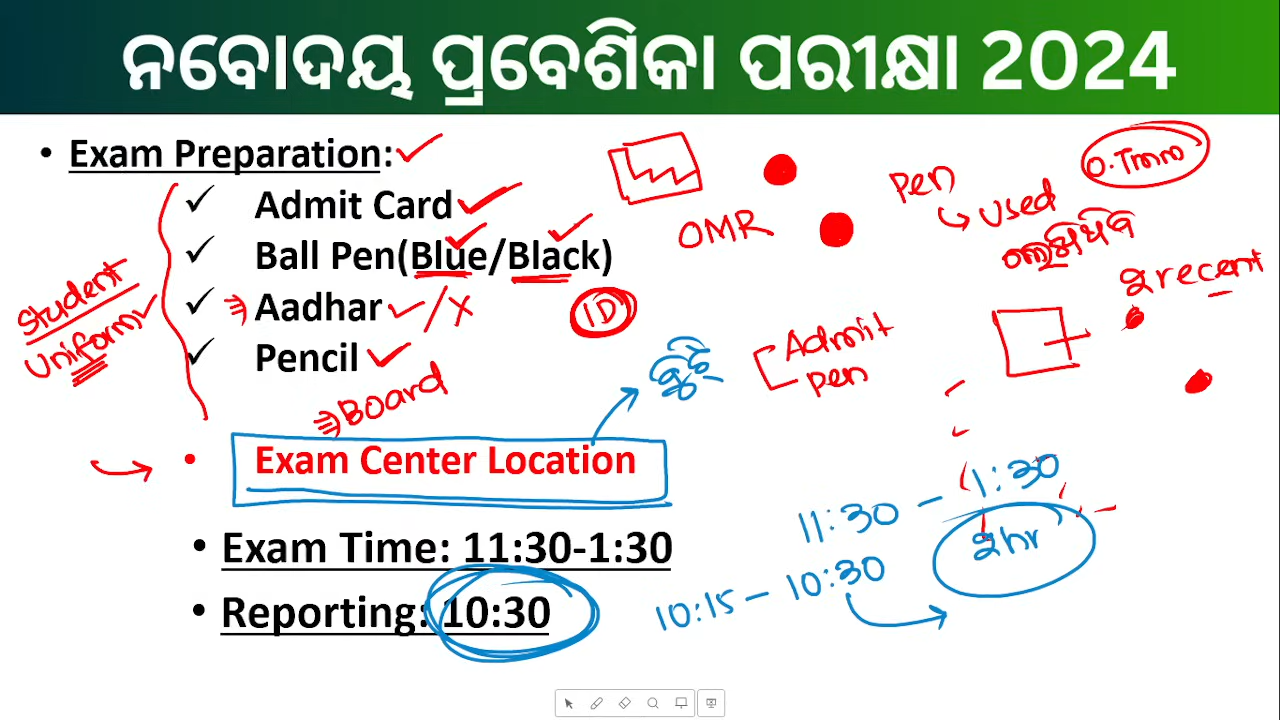 ନବୋଦୟ ପ୍ରବେଶିକା ପରୀକ୍ଷା 2024
• Exam Preparation:
✓ Admit Card
✓ Ball Pen(Blue/Black)
✓ Aadhar
✓ Pencil
Student
Uniform
Board
ID
OMR
Pen
Used
0.7mm
2 recent
Admit
pen
• Exam Center Location
• Exam Time: 11:30-1:30
• Reporting: 10:30
11:30 - 1:30
2hr
10:15 - 10:30